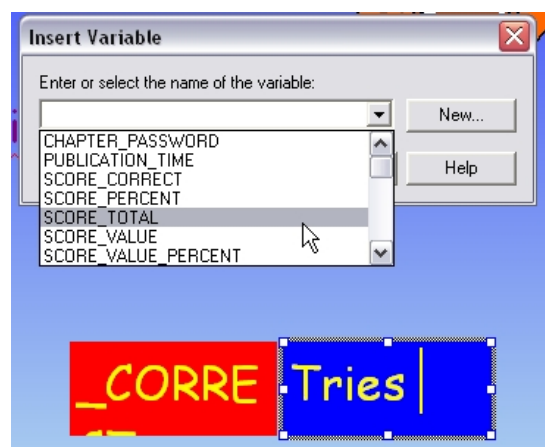 Insert Variable
Enter or select the name of the variable:
New...
CHAPTER_PASSWORD
PUBLICATION_TIME
SCORE_CORRECT
SCORE_PERCENT
SCORE_TOTAL
SCORE_VALUE
SCORE_VALUE_PERCENT
Help
_CORRE
Tries